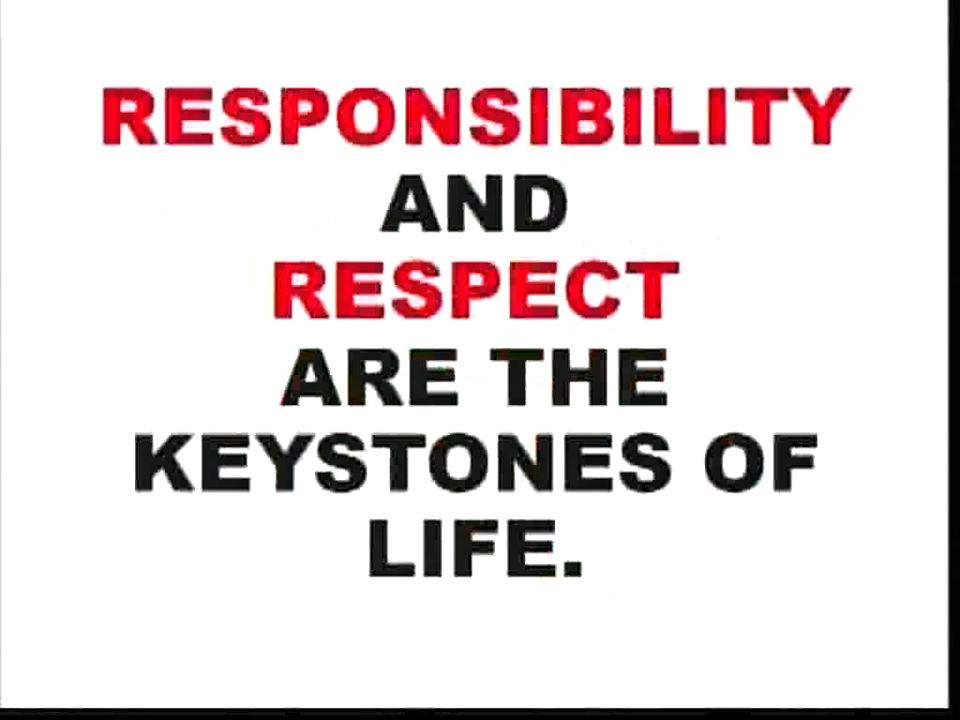 RESPONSIBILITY
AND
RESPECT
ARE THE
KEYSTONES OF
LIFE.